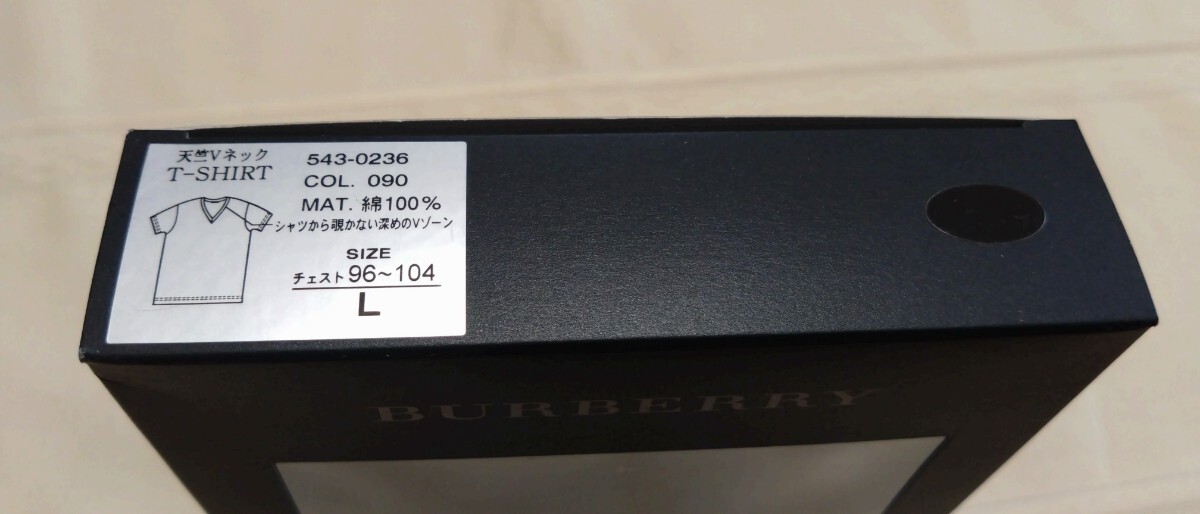 天竺Vネック
T-SHIRT
543-0236
COL. 090
MAT. 綿100%
シャツから覗かない深めのVゾーン
SIZE
チェスト96~104
L
BURBERRY